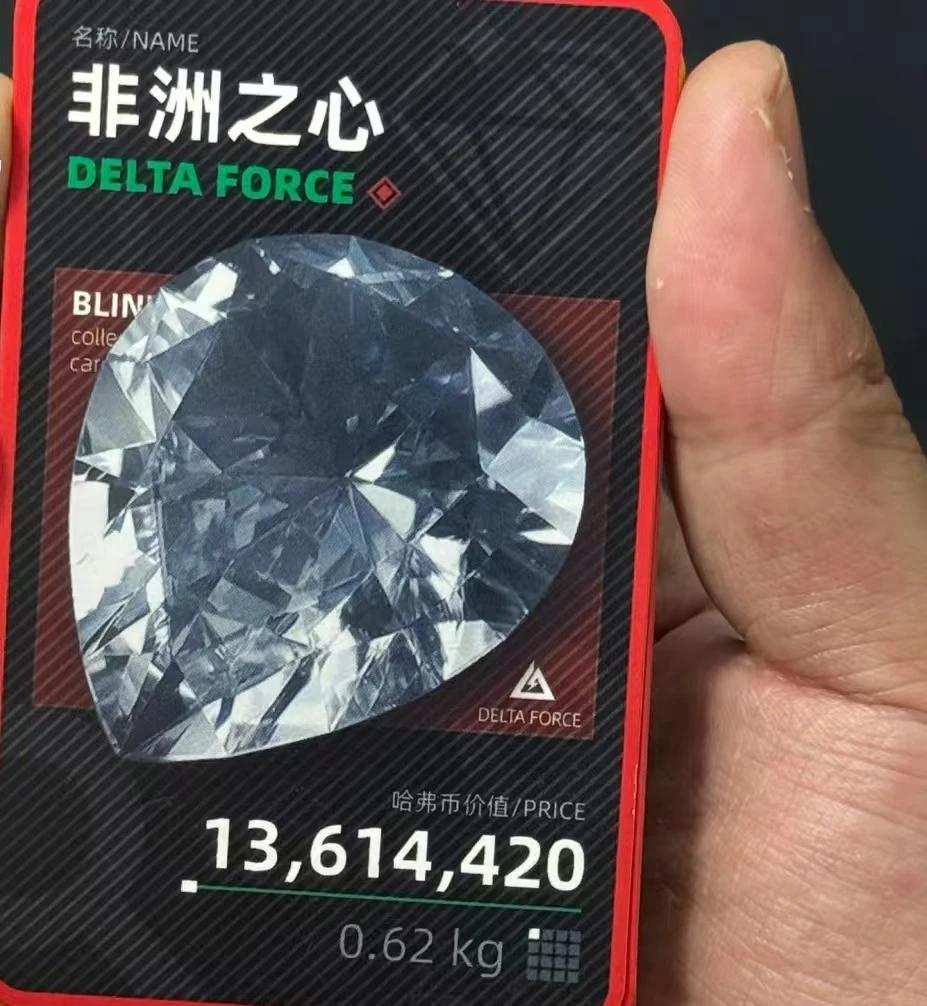 名称/NAME
非洲之心
DELTA FORCE
BLIN
colle
car
DELTA FORCE
哈弗币价值/PRICE
13,614,420
0.62 kg